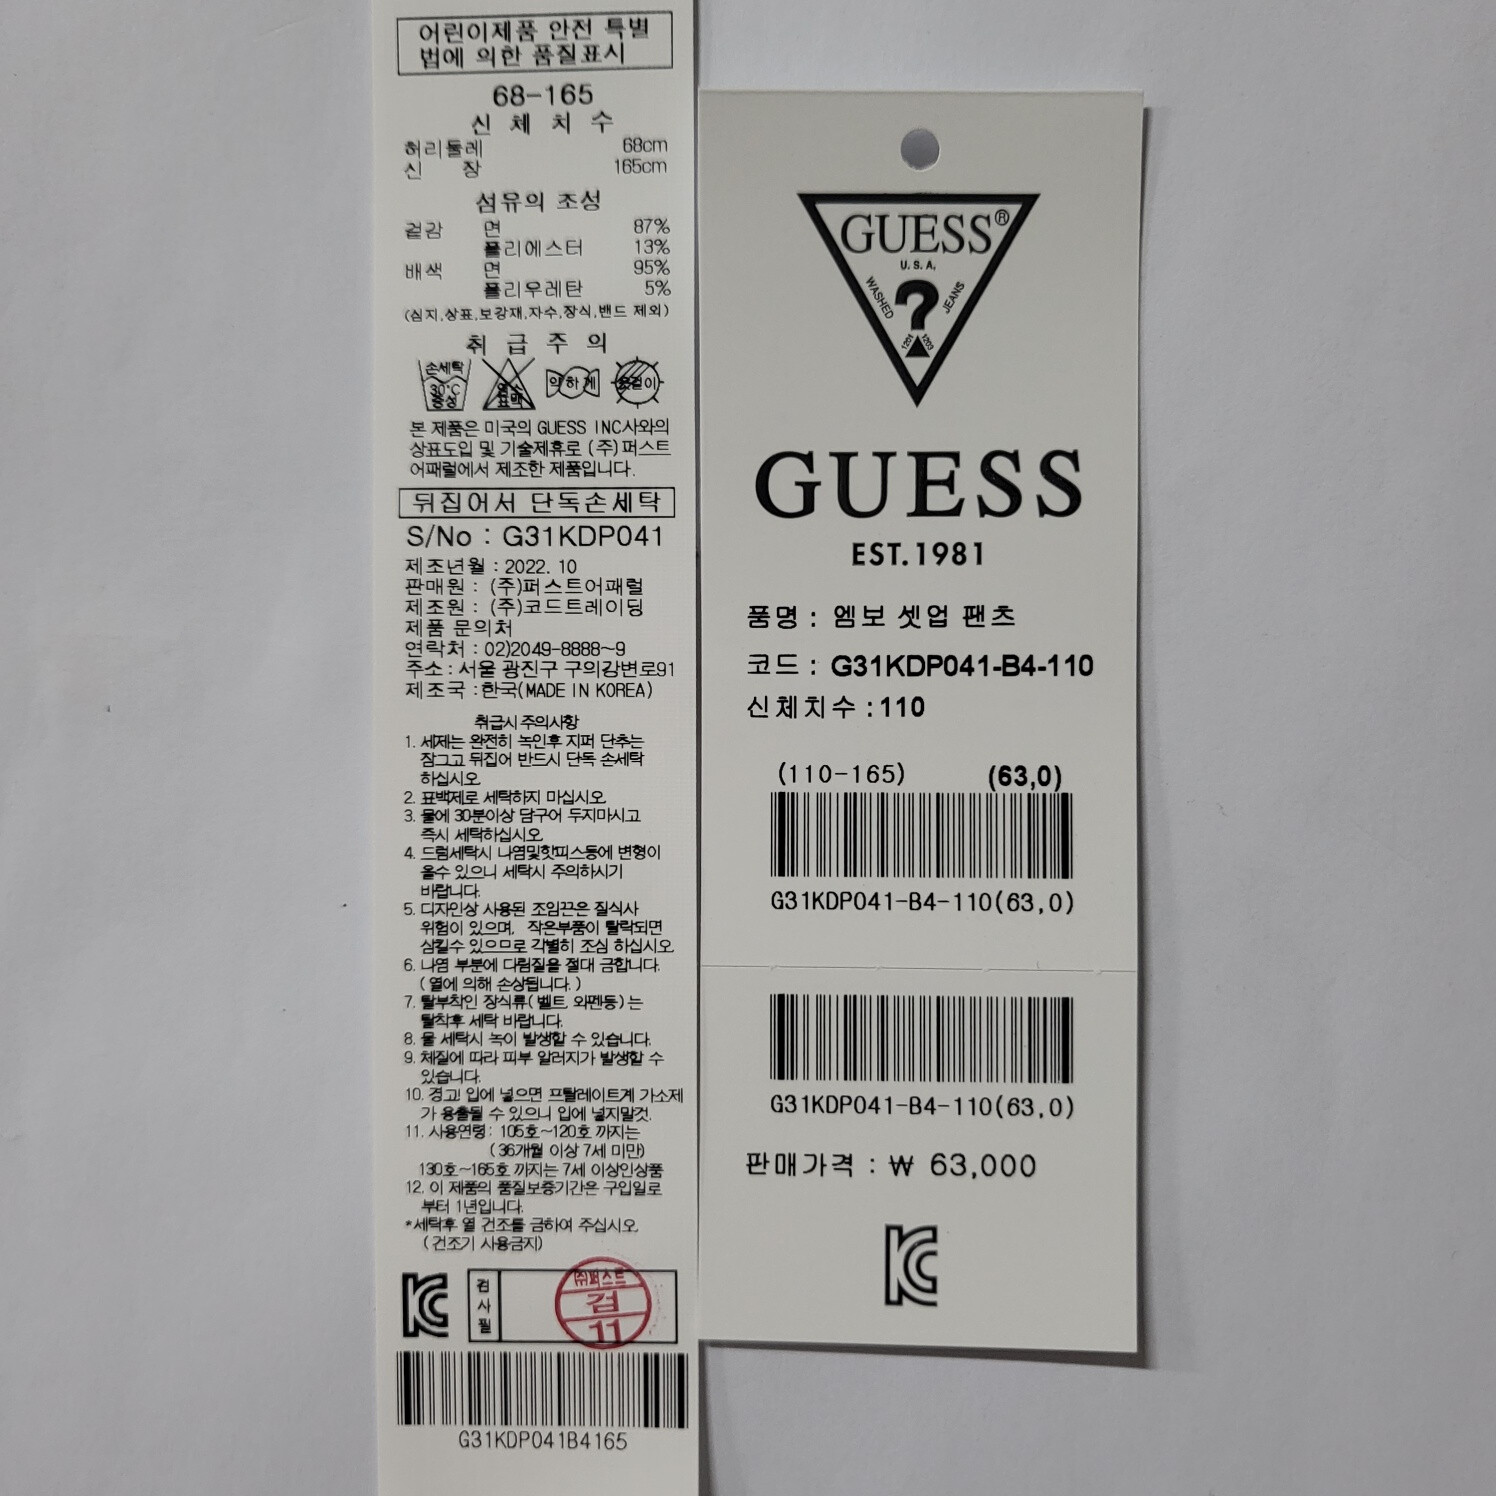 어린이제품 안전 특별
법에 의한 품질표시
68-165
신 체 치 수
허리둘레 68cm
신 장 165cm
섬유의 조성
겉감 면 87%
폴리에스터 13%
배색 면 95%
폴리우레탄 5%
(심지,상표,보강재,자수,장식,밴드 제외)
취 급 주 의
손세탁
30℃
중성
염소
표백
약하게
옷걸이
본 제품은 미국의 GUESS INC사와의
상표도입 및 기술제휴로 (주)퍼스트
어패럴에서 제조한 제품입니다.
뒤집어서 단독손세탁
S/No : G31KDP041
제조년월 : 2022. 10
판매원 : (주)퍼스트어패럴
제조원 : (주)코드트레이딩
제품 문의처
연락처 : 02)2049-8888~9
주소 : 서울 광진구 구의강변로91
제조국 :한국(MADE IN KOREA)
취급시 주의사항
1. 세제는 완전히 녹인후 지퍼 단추는
잠그고 뒤집어 반드시 단독 손세탁
하십시오.
2. 표백제로 세탁하지 마십시오.
3. 물에 30분이상 담구어 두지마시고
즉시 세탁하십시오.
4. 드럼세탁시 나염및핫피스등에 변형이
올수 있으니 세탁시 주의하시기
바랍니다.
5. 디자인상 사용된 조임끈은 질식사
위험이 있으며, 작은부품이 탈락되면
삼킬수 있으므로 각별히 조심 하십시오.
6. 나염 부분에 다림질을 절대 금합니다.
(열에 의해 손상됩니다.)
7. 탈부착인 장식류(벨트, 와펜등)는
탈착후 세탁 바랍니다.
8. 물 세탁시 녹이 발생할 수 있습니다.
9. 체질에 따라 피부 알러지가 발생할 수
있습니다.
10. 경고! 입에 넣으면 프탈레이트계 가소제
가 용출될 수 있으니 입에 넣지말것.
11. 사용연령: 105호~120호 까지는
(36개월 이상 7세 미만)
130호~165호 까지는 7세 이상인상품
12. 이 제품의 품질보증기간은 구입일로
부터 1년입니다.
*세탁후 열 건조를 금하여 주십시오.
(건조기 사용금지)
KC
검사필
㈜퍼스트
검
11
G31KDP041B4165
GUESS®
U.S.A.
WASHED
?
JEANS
1201 1203
GUESS
EST.1981
품명 : 엠보 셋업 팬츠
코드 : G31KDP041-B4-110
신체치수 : 110
(110-165) (63,0)
G31KDP041-B4-110(63,0)
G31KDP041-B4-110(63,0)
판매가격 : ₩ 63,000
KC